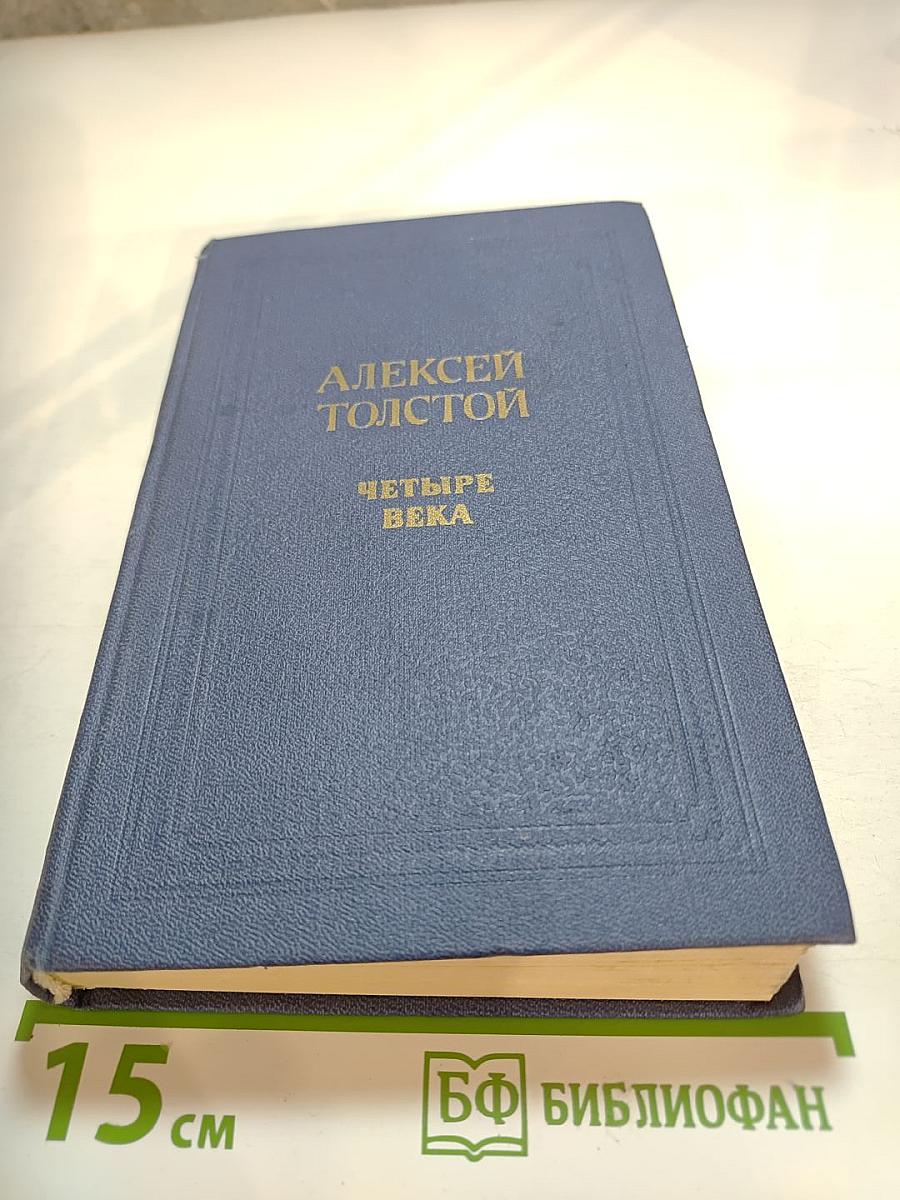 АЛЕКСЕЙ
ТОЛСТОЙ
ЧЕТЫРЕ
ВЕКА
15 см
БФ БИБЛИОФАН